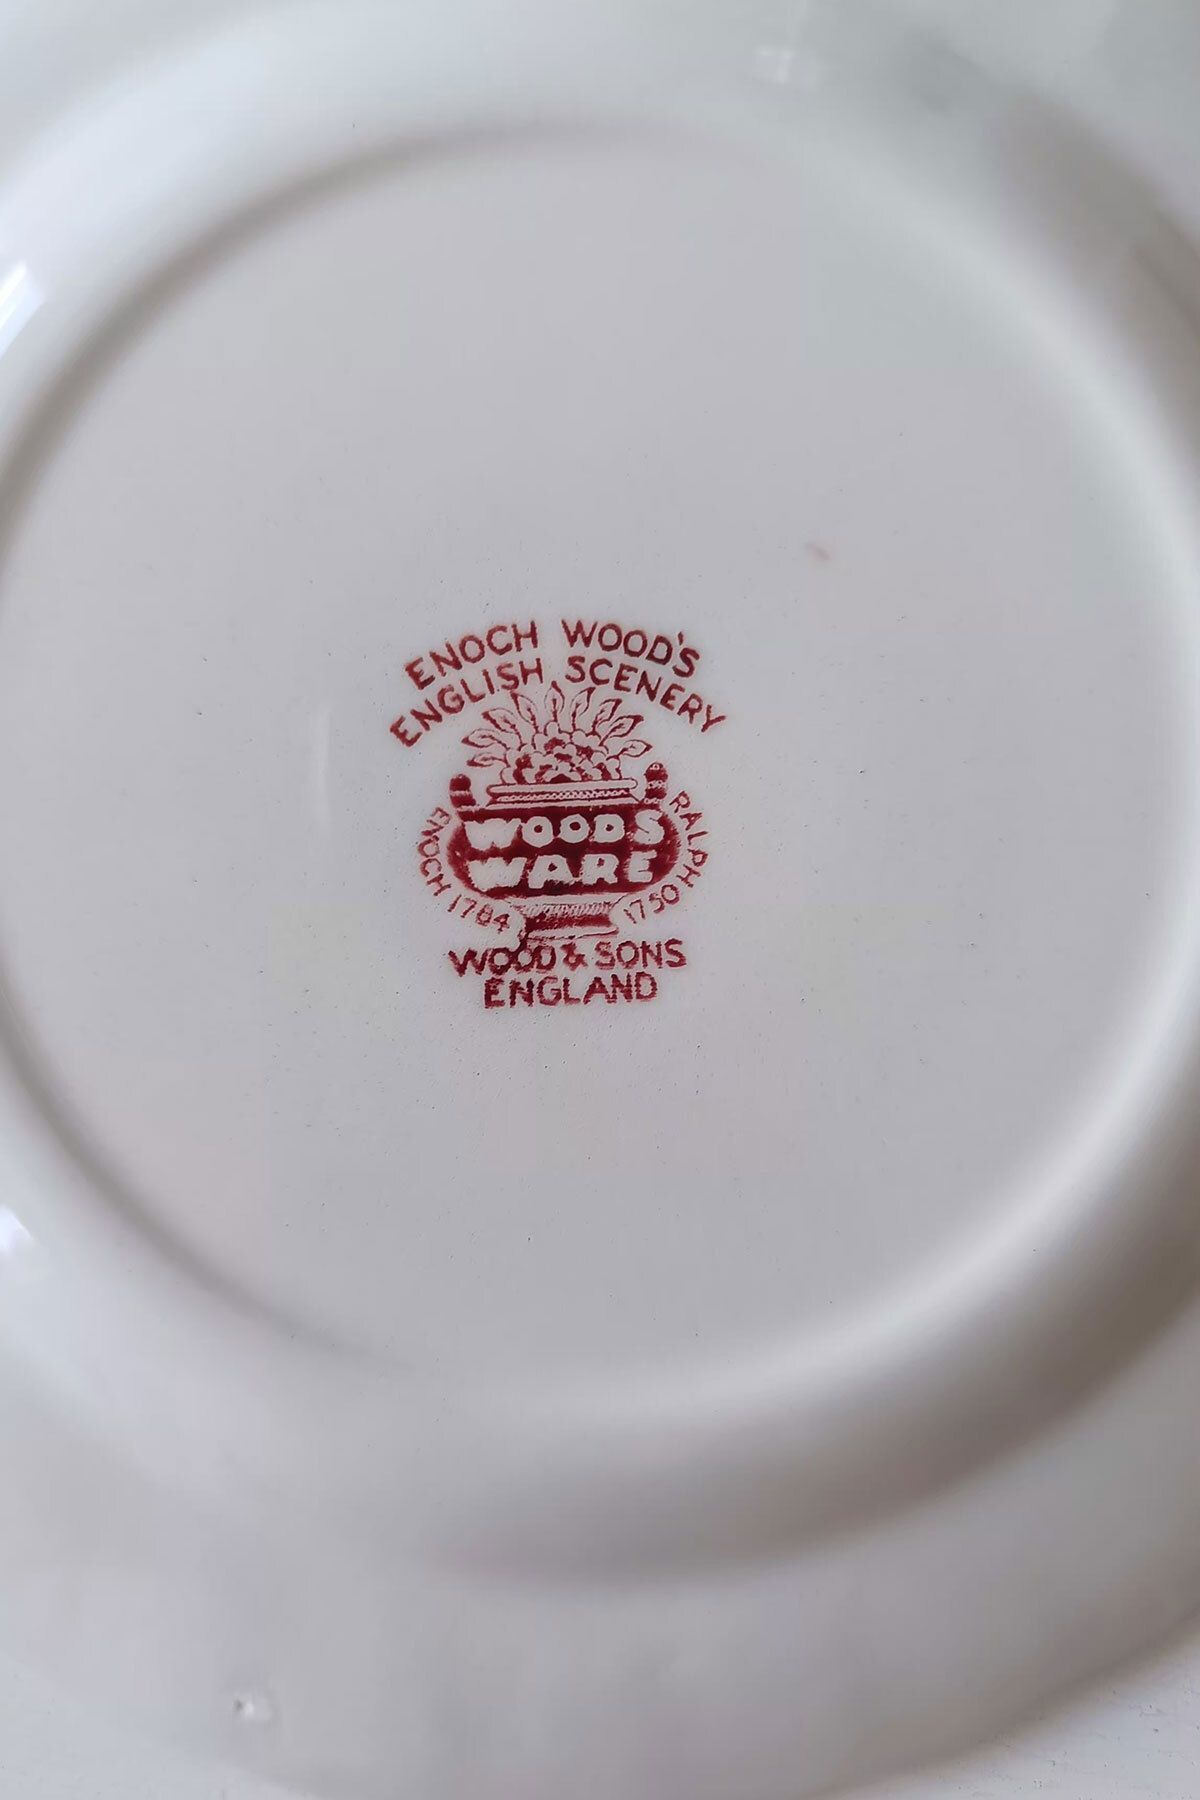 ENOCH WOOD'S
ENGLISH SCENERY
WOODS
WARE
ENOCH 1784
RALPH 1750
WOOD & SONS
ENGLAND